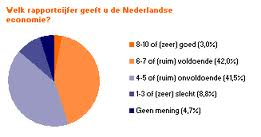 Welk rapportcijfer geeft u de Nederlandse
economie?
8-10 of (zeer) goed (3,0%)
6-7 of (ruim) voldoende (42,0%)
4-5 of (ruim) onvoldoende (41,5%)
1-3 of (zeer) slecht (8,8%)
Geen mening (4,7%)